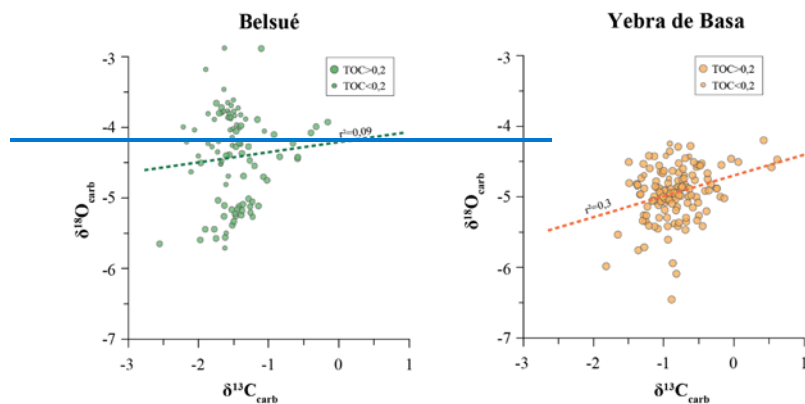 Belsué
Yebra de Basa
-3
-4
-5
-6
-7
δ¹⁸Ocarb
TOC>0,2
TOC<0,2
r²=0,09
-3
-2
-1
0
1
δ¹³Ccarb
-3
-4
-5
-6
-7
δ¹⁸Ocarb
TOC>0,2
TOC<0,2
r²=0,3
-3
-2
-1
0
1
δ¹³Ccarb